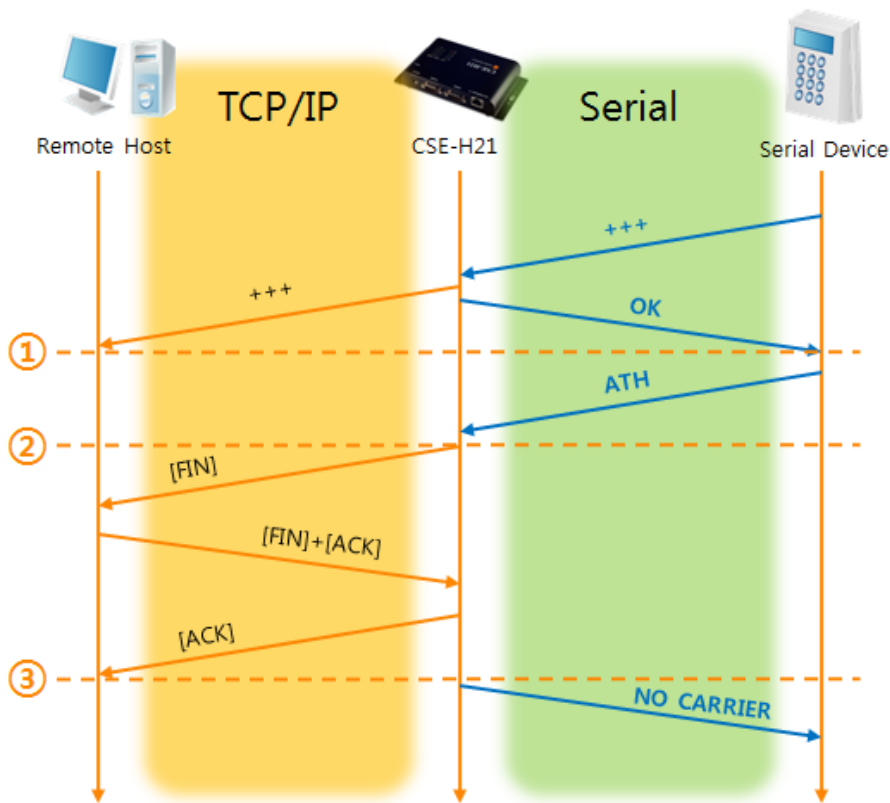 TCP/IP
Serial
Remote Host
CSE-H21
Serial Device
+++
+++
OK
①
ATH
②
[FIN]
[FIN]+[ACK]
[ACK]
③
NO CARRIER